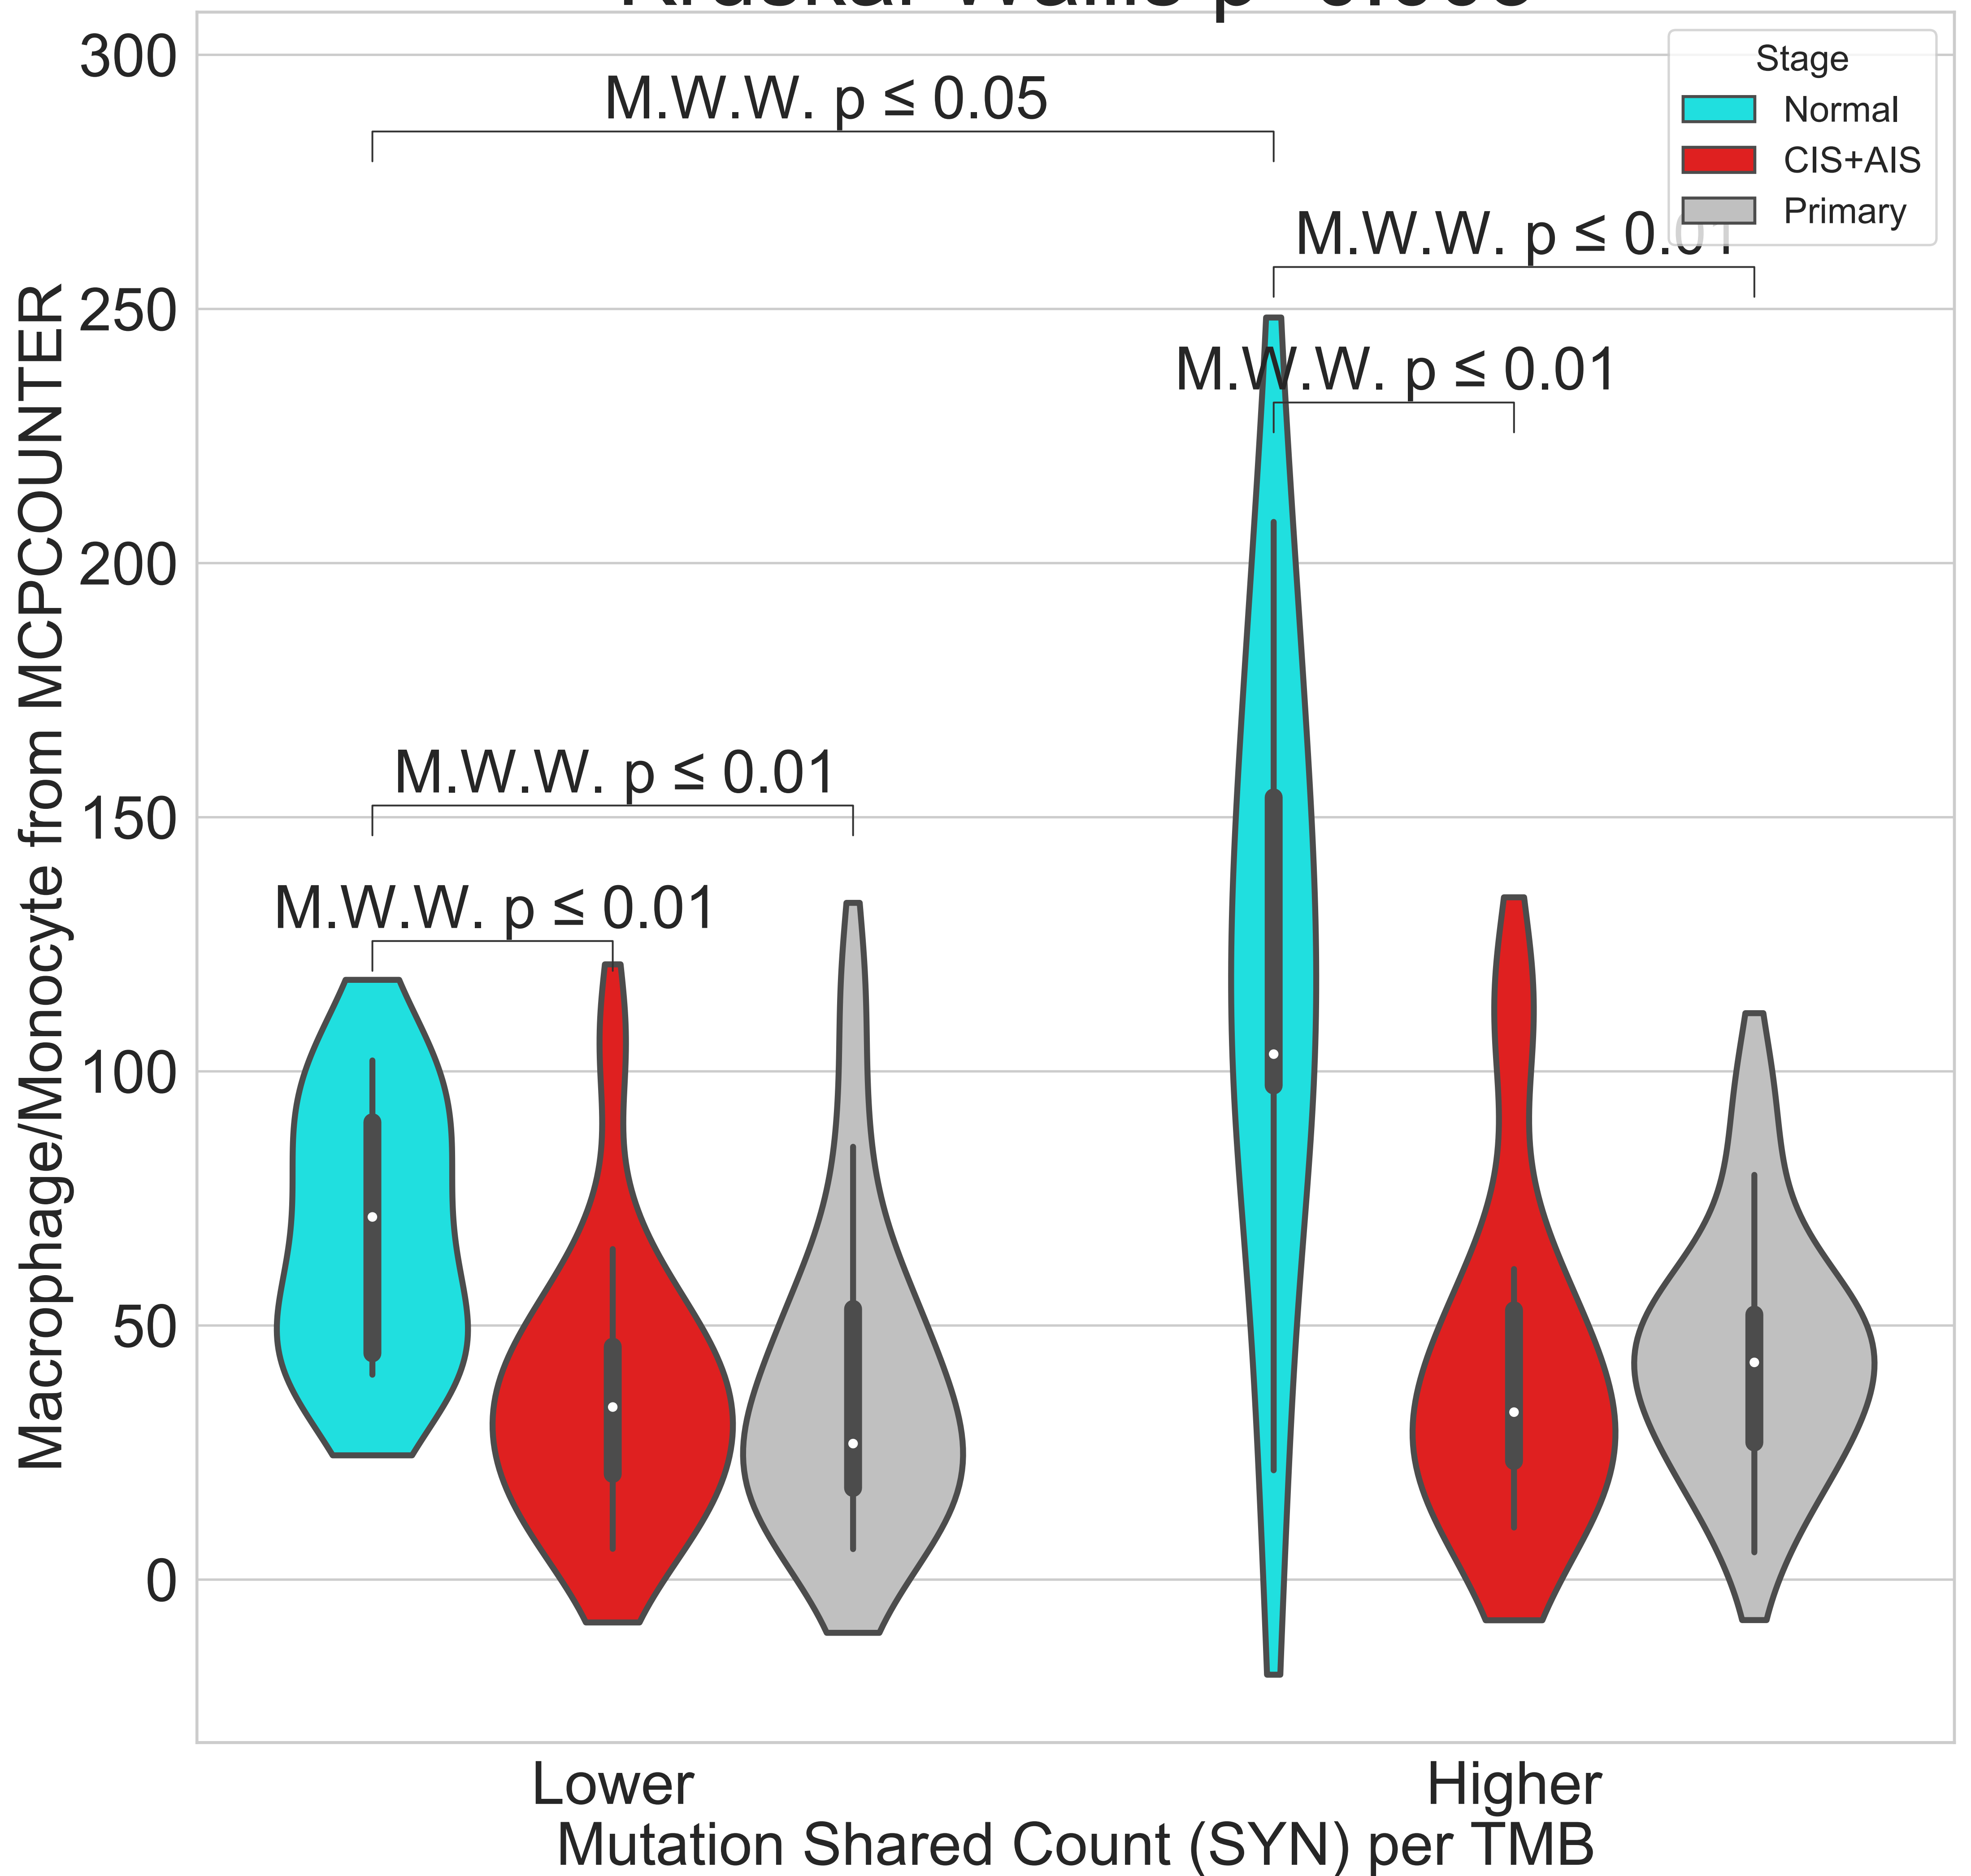 300
250
200
150
100
50
0
Macrophage/Monocyte from MCPCOUNTER
M.W.W. p ≤ 0.05
M.W.W. p ≤ 0.01
M.W.W. p ≤ 0.01
M.W.W. p ≤ 0.01
M.W.W. p ≤ 0.01
Stage
Normal
CIS+AIS
Primary
Lower
Higher
Mutation Shared Count (SYN) per TMB